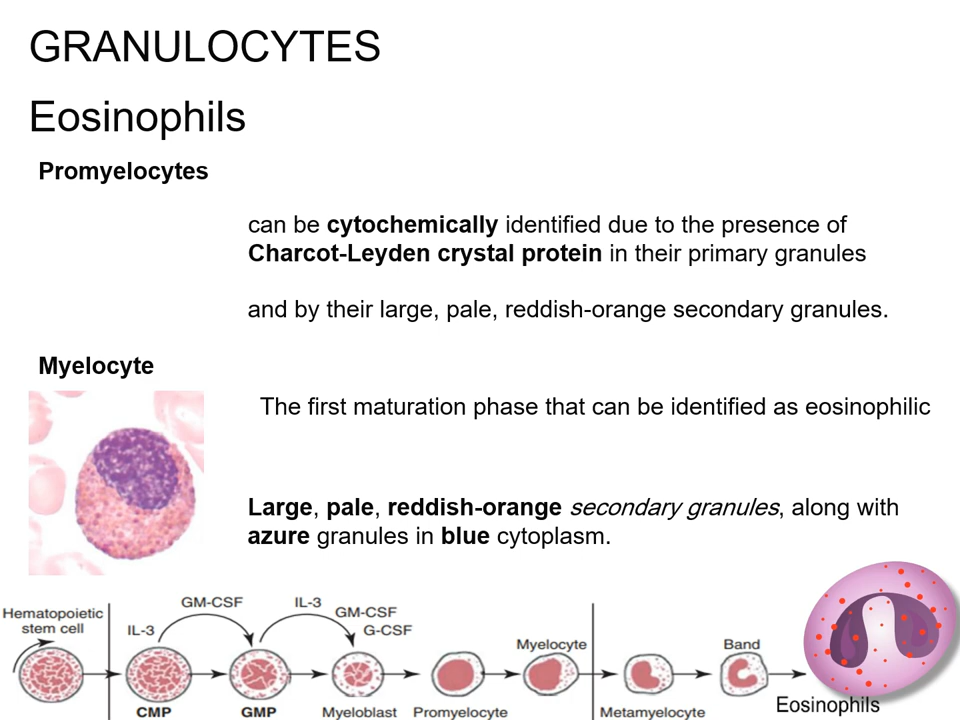 GRANULOCYTES
Eosinophils
Promyelocytes
can be cytochemically identified due to the presence of
Charcot-Leyden crystal protein in their primary granules
and by their large, pale, reddish-orange secondary granules.
Myelocyte
The first maturation phase that can be identified as eosinophilic
Large, pale, reddish-orange secondary granules, along with
azure granules in blue cytoplasm.
Hematopoietic
stem cell
IL-3
GM-CSF
IL-3
GM-CSF
G-CSF
Myelocyte
Band
CMP
GMP
Myeloblast
Promyelocyte
Metamyelocyte
Eosinophils